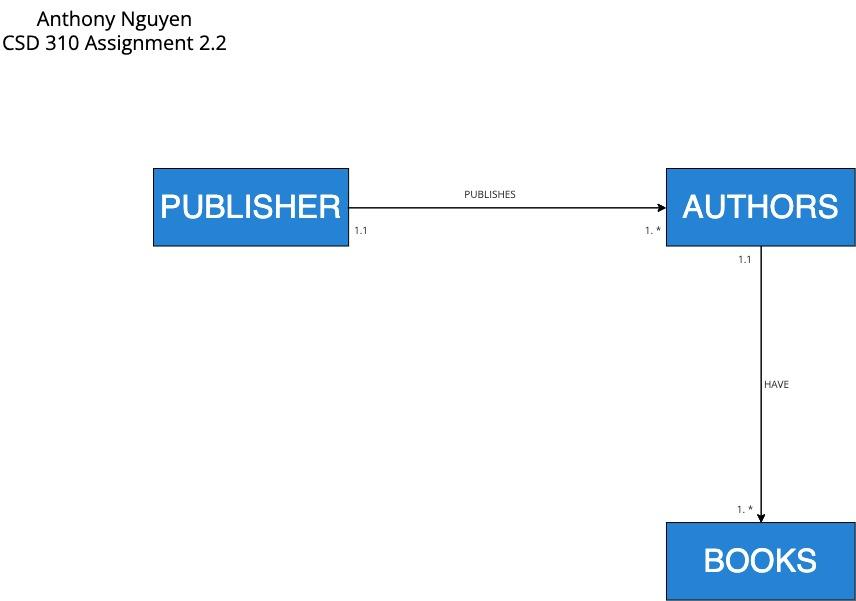 Anthony Nguyen
CSD 310 Assignment 2.2
PUBLISHER
PUBLISHES
AUTHORS
1.1
1. *
1.1
HAVE
1. *
BOOKS